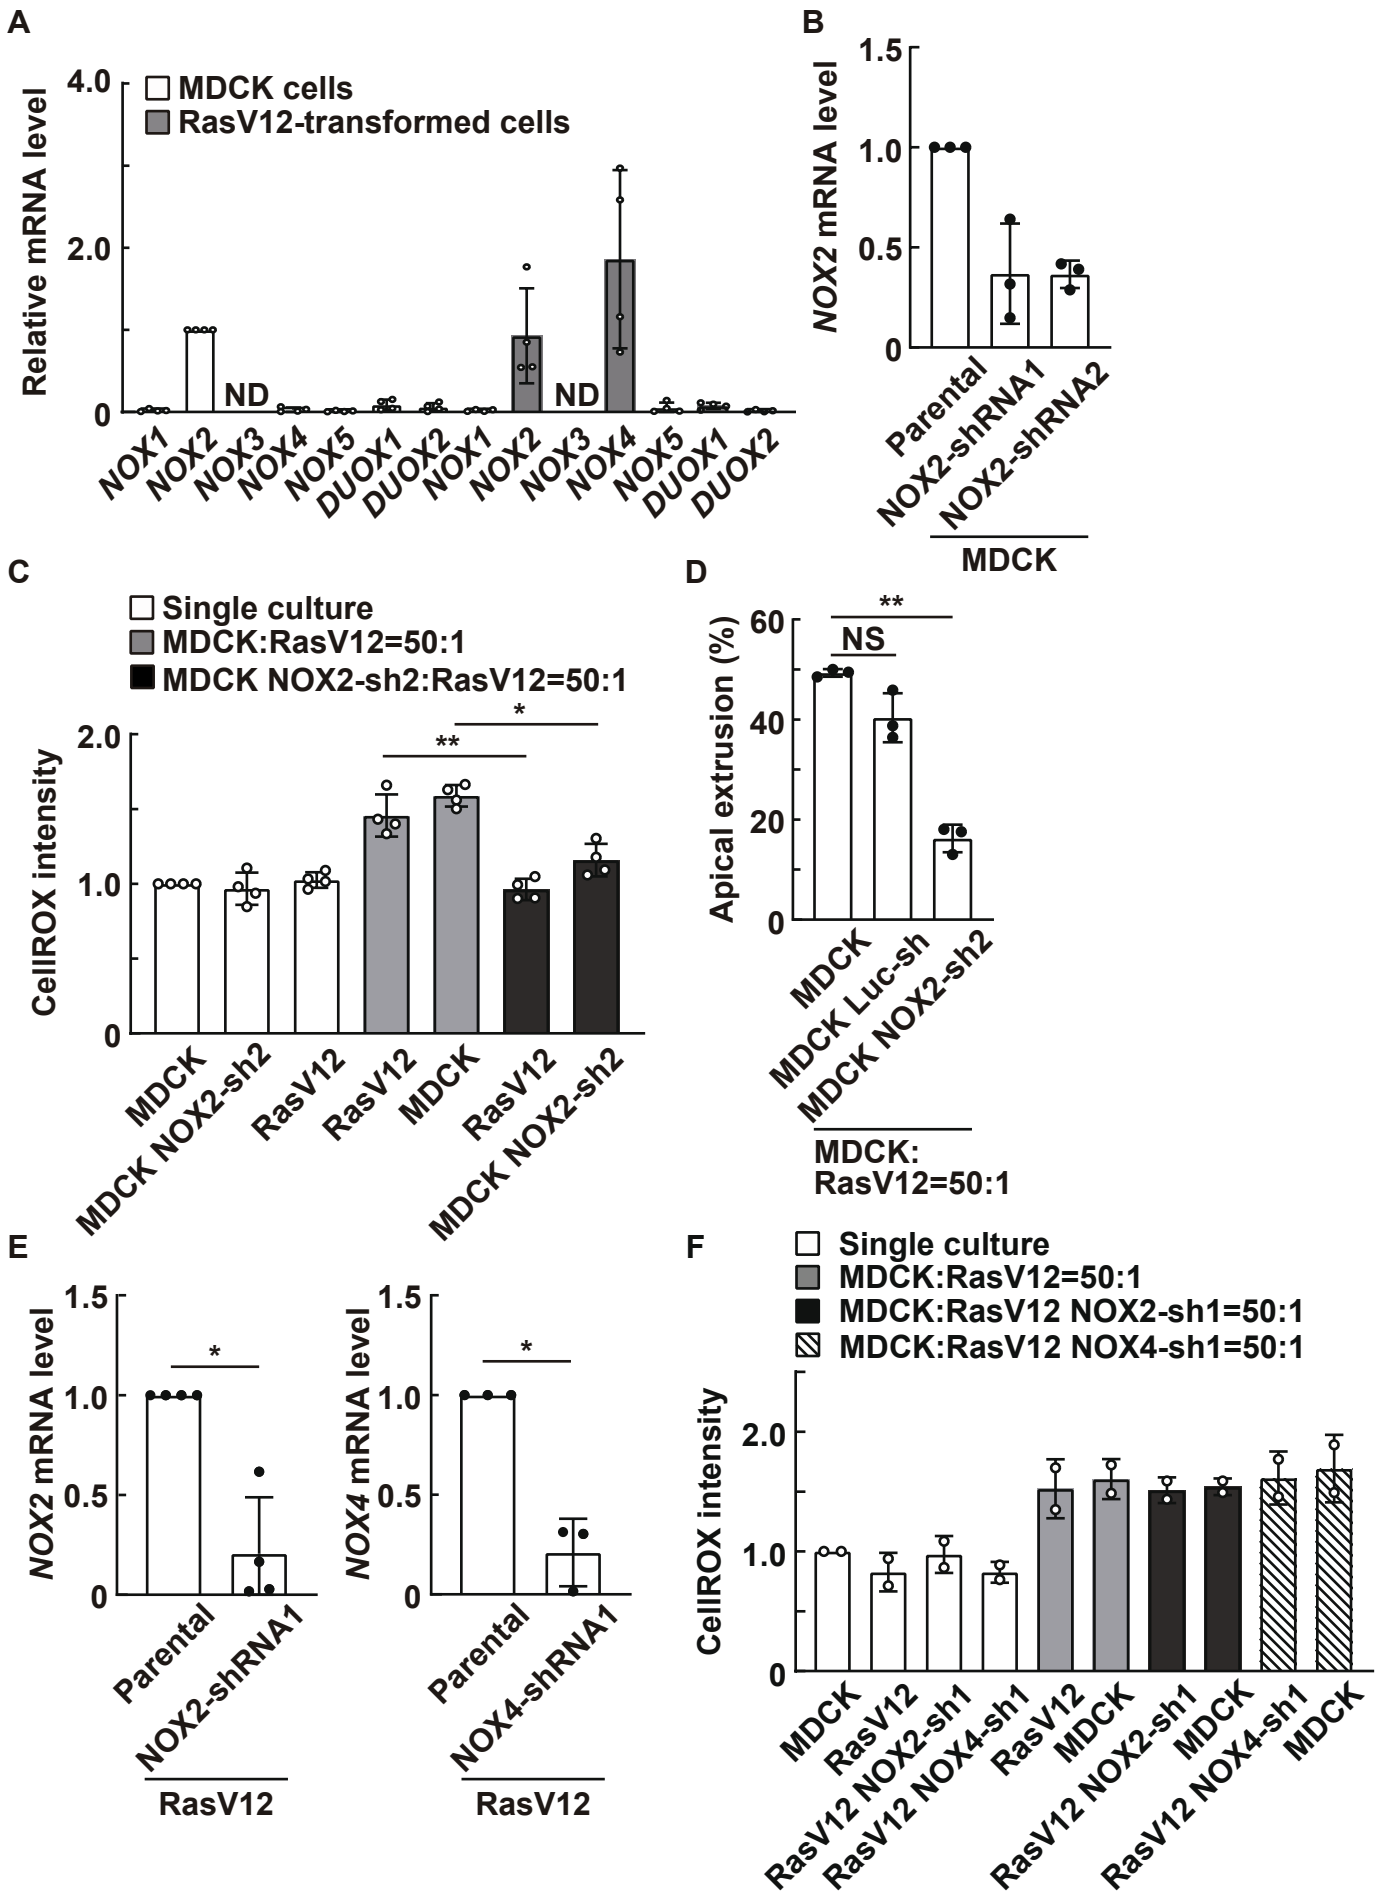 A
Relative mRNA level
4.0
2.0
0
MDCK cells
RasV12-transformed cells
ND
ND
NOX1
NOX2
NOX3
NOX4
NOX5
DUOX1
DUOX2
NOX1
NOX2
NOX3
NOX4
NOX5
DUOX1
DUOX2
B
NOX2 mRNA level
1.5
1.0
0.5
0
Parental
NOX2-shRNA1
NOX2-shRNA2
MDCK
C
Single culture
MDCK:RasV12=50:1
MDCK NOX2-sh2:RasV12=50:1
CellROX intensity
2.0
1.0
0
**
*
MDCK
MDCK NOX2-sh2
RasV12
RasV12
MDCK
RasV12
MDCK NOX2-sh2
D
Apical extrusion (%)
60
40
20
0
**
NS
MDCK
MDCK Luc-sh
MDCK NOX2-sh2
MDCK:
RasV12=50:1
E
NOX2 mRNA level
1.5
1.0
0.5
0
*
Parental
NOX2-shRNA1
RasV12
NOX4 mRNA level
1.5
1.0
0.5
0
*
Parental
NOX4-shRNA1
RasV12
F
Single culture
MDCK:RasV12=50:1
MDCK:RasV12 NOX2-sh1=50:1
MDCK:RasV12 NOX4-sh1=50:1
CellROX intensity
2.0
1.0
0
MDCK
RasV12
RasV12 NOX2-sh1
RasV12 NOX4-sh1
RasV12
MDCK
RasV12 NOX2-sh1
MDCK
RasV12 NOX4-sh1
MDCK